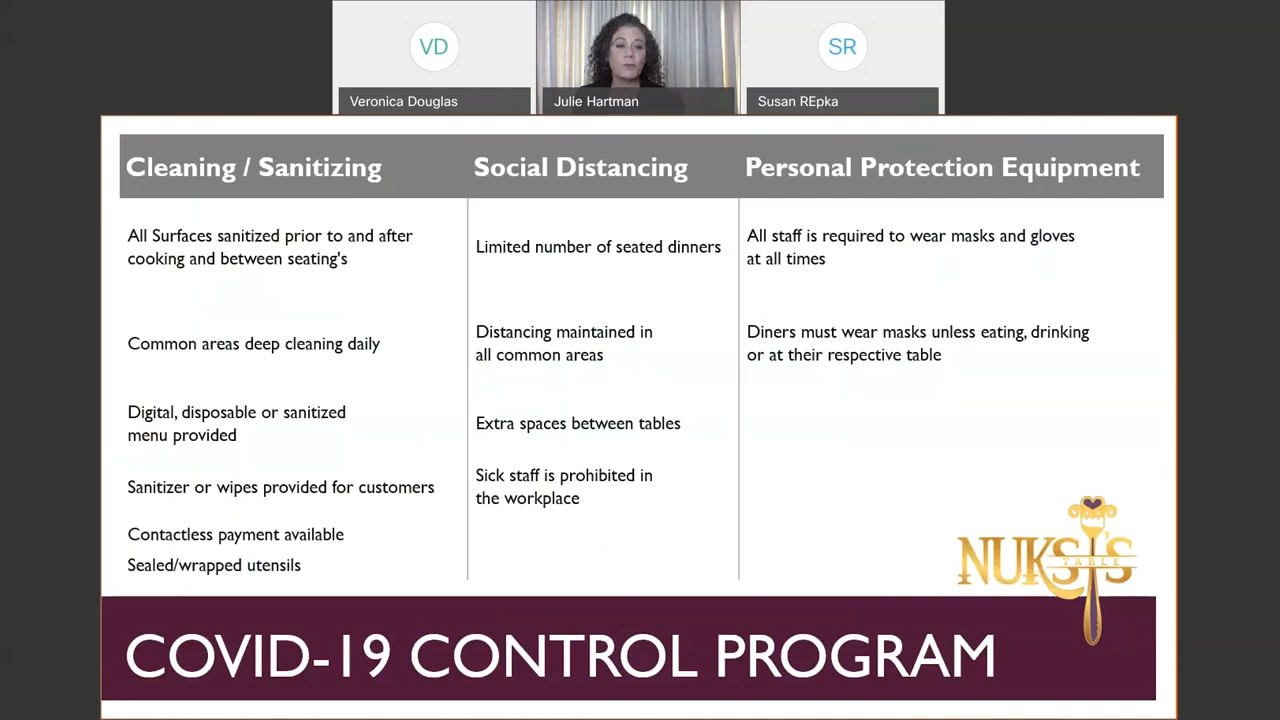 VD
SR
Veronica Douglas
Julie Hartman
Susan REpka
Cleaning / Sanitizing
Social Distancing
Personal Protection Equipment
All Surfaces sanitized prior to and after
cooking and between seating's
Limited number of seated dinners
All staff is required to wear masks and gloves
at all times
Common areas deep cleaning daily
Distancing maintained in
all common areas
Diners must wear masks unless eating, drinking
or at their respective table
Digital, disposable or sanitized
menu provided
Extra spaces between tables
Sanitizer or wipes provided for customers
Sick staff is prohibited in
the workplace
Contactless payment available
Sealed/wrapped utensils
NUKSI'S
TABLE
COVID-19 CONTROL PROGRAM